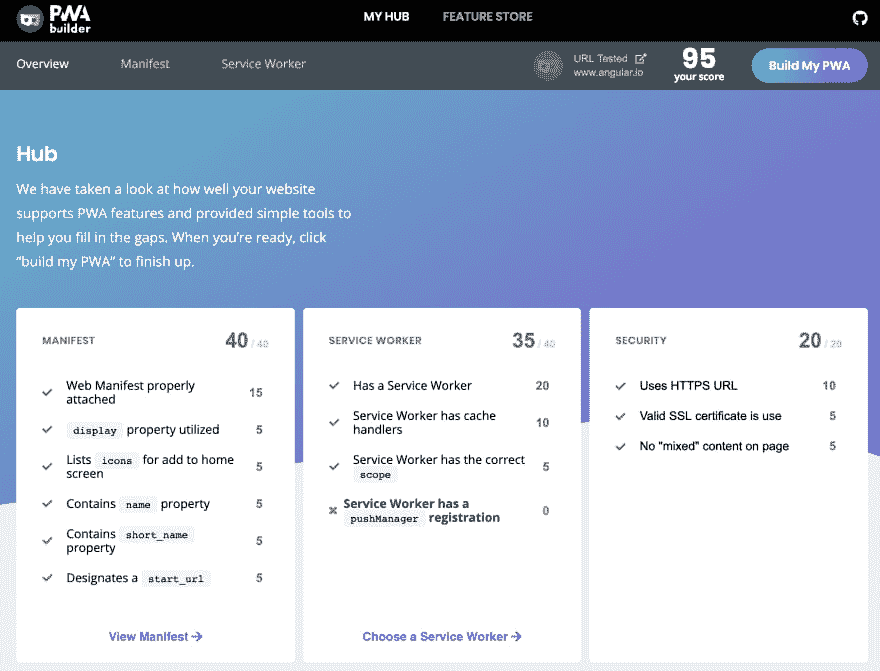 PWA
builder
MY HUB
FEATURE STORE
Overview
Manifest
Service Worker
URL Tested
www.angular.io
95
your score
Build My PWA
Hub
We have taken a look at how well your website
supports PWA features and provided simple tools to
help you fill in the gaps. When you're ready, click
“build my PWA” to finish up.
MANIFEST
40 / 40
Web Manifest properly
attached
15
display property utilized
5
Lists icons for add to home
screen
5
Contains name property
5
Contains short_name
property
5
Designates a start_url
5
View Manifest
SERVICE WORKER
35 / 40
Has a Service Worker
20
Service Worker has cache
handlers
10
Service Worker has the correct
scope
5
Service Worker has a
pushManager registration
0
Choose a Service Worker
SECURITY
20 / 20
Uses HTTPS URL
10
Valid SSL certificate is use
5
No "mixed" content on page
5